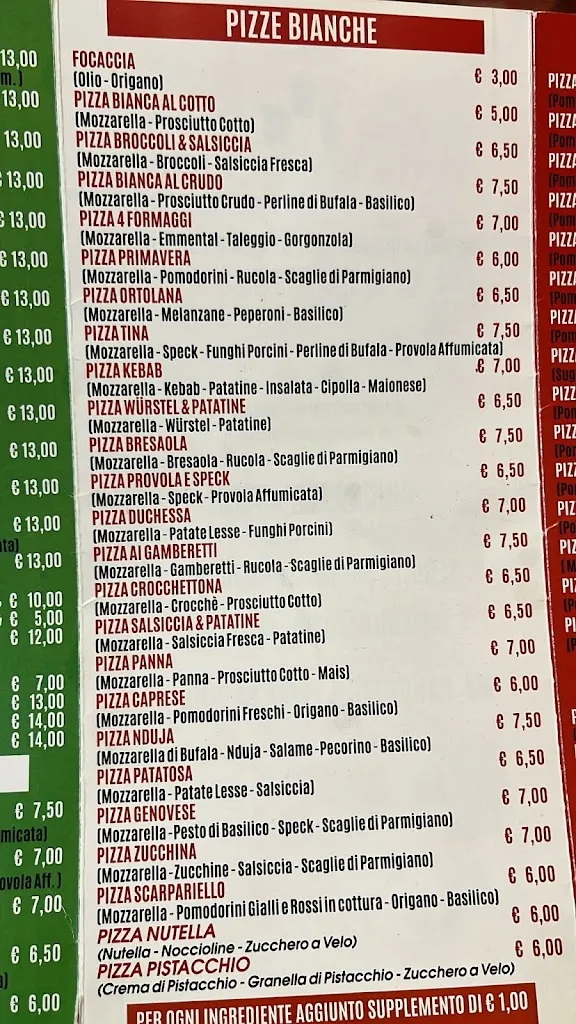 13,00
m.)
13,00
13,00
€ 13,00
€ 13,00
€ 13,00
€ 13,00
€ 13,00
€ 13,00
€ 13,00
€ 13,00
€ 13,00
€ 13,00
€ 13,00
€ 10,00
€ 5,00
€ 12,00
€ 7,00
€ 13,00
€ 14,00
€ 14,00
€ 7,50
€ 7,00
€ 7,00
€ 6,50
€ 6,00
PIZZE BIANCHE
FOCACCIA € 3,00
(Olio - Origano)
PIZZA BIANCA AL COTTO € 5,00
(Mozzarella - Prosciutto Cotto)
PIZZA BROCCOLI & SALSICCIA € 6,50
(Mozzarella - Broccoli - Salsiccia Fresca)
PIZZA BIANCA AL CRUDO € 7,50
(Mozzarella - Prosciutto Crudo - Perline di Bufala - Basilico)
PIZZA 4 FORMAGGI € 7,00
(Mozzarella - Emmental - Taleggio - Gorgonzola)
PIZZA PRIMAVERA € 6,00
(Mozzarella - Pomodorini - Rucola - Scaglie di Parmigiano)
PIZZA ORTOLANA € 6,50
(Mozzarella - Melanzane - Peperoni - Basilico)
PIZZA TINA € 7,50
(Mozzarella - Speck - Funghi Porcini - Perline di Bufala - Provola Affumicata)
PIZZA KEBAB € 7,00
(Mozzarella - Kebab - Patatine - Insalata - Cipolla - Maionese)
PIZZA WÜRSTEL & PATATINE € 6,50
(Mozzarella - Würstel - Patatine)
PIZZA BRESAOLA € 7,50
(Mozzarella - Bresaola - Rucola - Scaglie di Parmigiano)
PIZZA PROVOLA E SPECK € 6,50
(Mozzarella - Speck - Provola Affumicata)
PIZZA DUCHESSA € 7,00
(Mozzarella - Patate Lesse - Funghi Porcini)
PIZZA AI GAMBERETTI € 7,50
(Mozzarella - Gamberetti - Rucola - Scaglie di Parmigiano)
PIZZA CROCCHETTONA € 6,50
(Mozzarella - Crocchè - Prosciutto Cotto)
PIZZA SALSICCIA & PATATINE € 6,50
(Mozzarella - Salsiccia Fresca - Patatine)
PIZZA PANNA € 7,00
(Mozzarella - Panna - Prosciutto Cotto - Mais)
PIZZA CAPRESE € 6,00
(Mozzarella - Pomodorini Freschi - Origano - Basilico)
PIZZA NDUJA € 7,50
(Mozzarella di Bufala - Nduja - Salame -Pecorino - Basilico)
PIZZA PATATOSA € 6,50
(Mozzarella - Patate Lesse - Salsiccia)
PIZZA GENOVESE € 7,00
(Mozzarella -Pesto di Basilico - Speck - Scaglie di Parmigiano)
PIZZA ZUCCHINA € 7,00
(Mozzarella - Zucchine - Salsiccia - Scaglie di Parmigiano)
PIZZA SCARPARIELLO € 6,00
(Mozzarella - Pomodorini Gialli e Rossi in cottura - Origano - Basilico)
PIZZA NUTELLA € 6,00
(Nutella - Noccioline - Zucchero a Velo)
PIZZA PISTACCHIO € 6,00
(Crema di Pistacchio - Granella di Pistacchio - Zucchero a Velo)
PER OGNI INGREDIENTE AGGIUNTO SUPPLEMENTO DI € 1,00